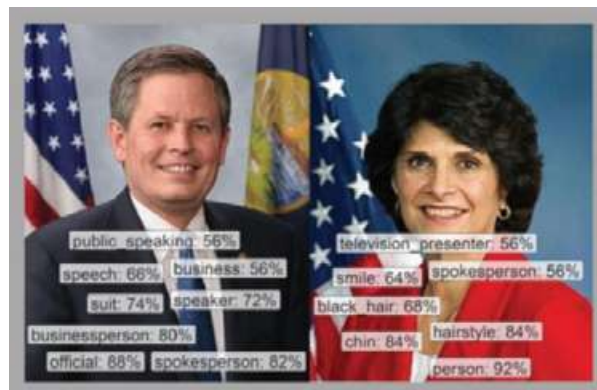 public_speaking: 56%
speech: 66% business: 56%
suit: 74% speaker: 72%
businessperson: 80%
official: 88% spokesperson: 82%
television_presenter: 56%
smile: 64% spokesperson: 56%
black_hair: 68%
chin: 84% hairstyle: 84%
person: 92%